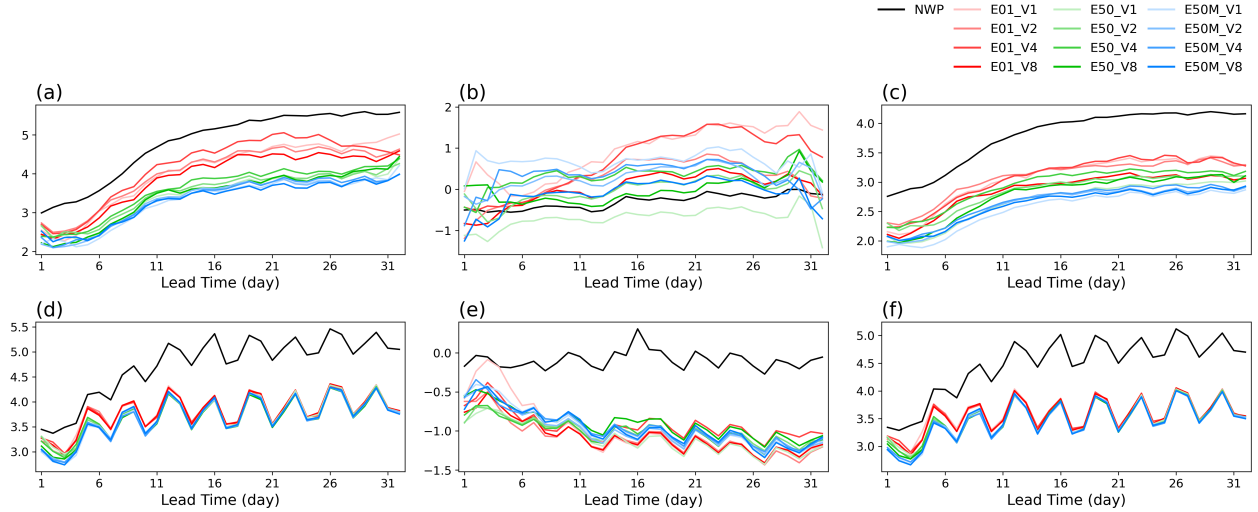 NWP E01_V1 E50_V1 E50M_V1
E01_V2 E50_V2 E50M_V2
E01_V4 E50_V4 E50M_V4
E01_V8 E50_V8 E50M_V8
(a)
5
4
3
2
1 6 11 16 21 26 31
Lead Time (day)
(b)
2
1
0
−1
1 6 11 16 21 26 31
Lead Time (day)
(c)
4.0
3.5
3.0
2.5
2.0
1 6 11 16 21 26 31
Lead Time (day)
(d)
5.5
5.0
4.5
4.0
3.5
3.0
1 6 11 16 21 26 31
Lead Time (day)
(e)
0.0
−0.5
−1.0
−1.5
1 6 11 16 21 26 31
Lead Time (day)
(f)
5.0
4.5
4.0
3.5
3.0
1 6 11 16 21 26 31
Lead Time (day)